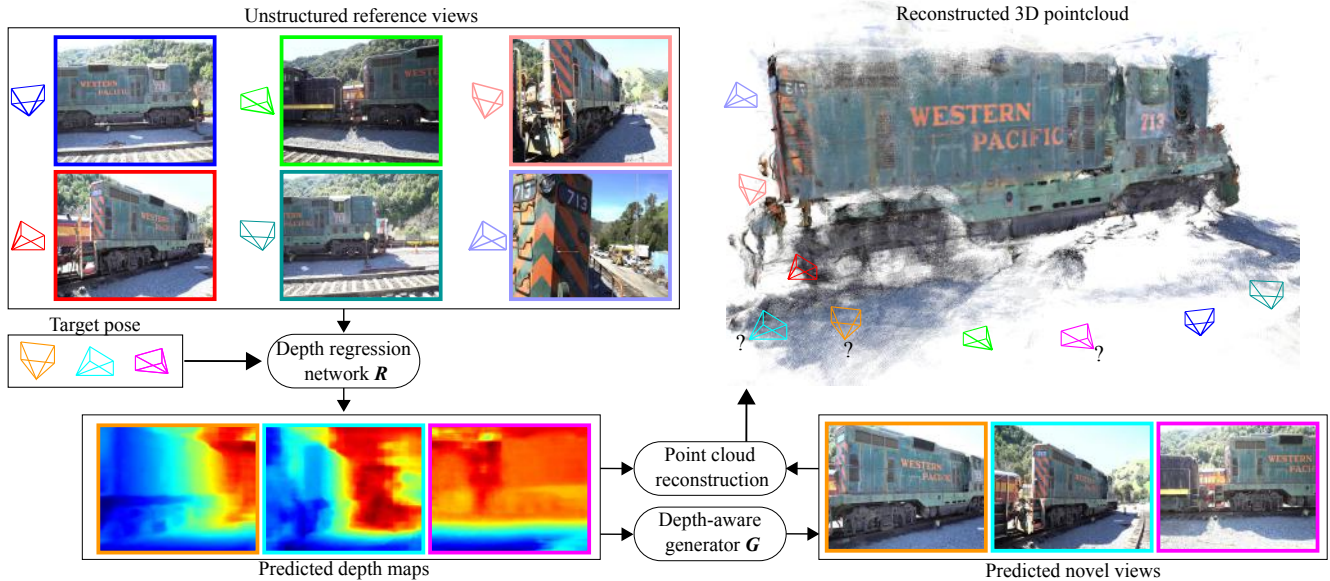 Unstructured reference views
Reconstructed 3D pointcloud
WESTERN
PACIFIC
713
WESTERN
PACIFIC
WESTERN
713
WESTERN
PACIFIC
713
Target pose
Depth regression
network R
?
?
?
Point cloud
reconstruction
Depth-aware
generator G
WESTERN
PACIFIC
WESTERN
PACIFIC
Predicted depth maps
Predicted novel views